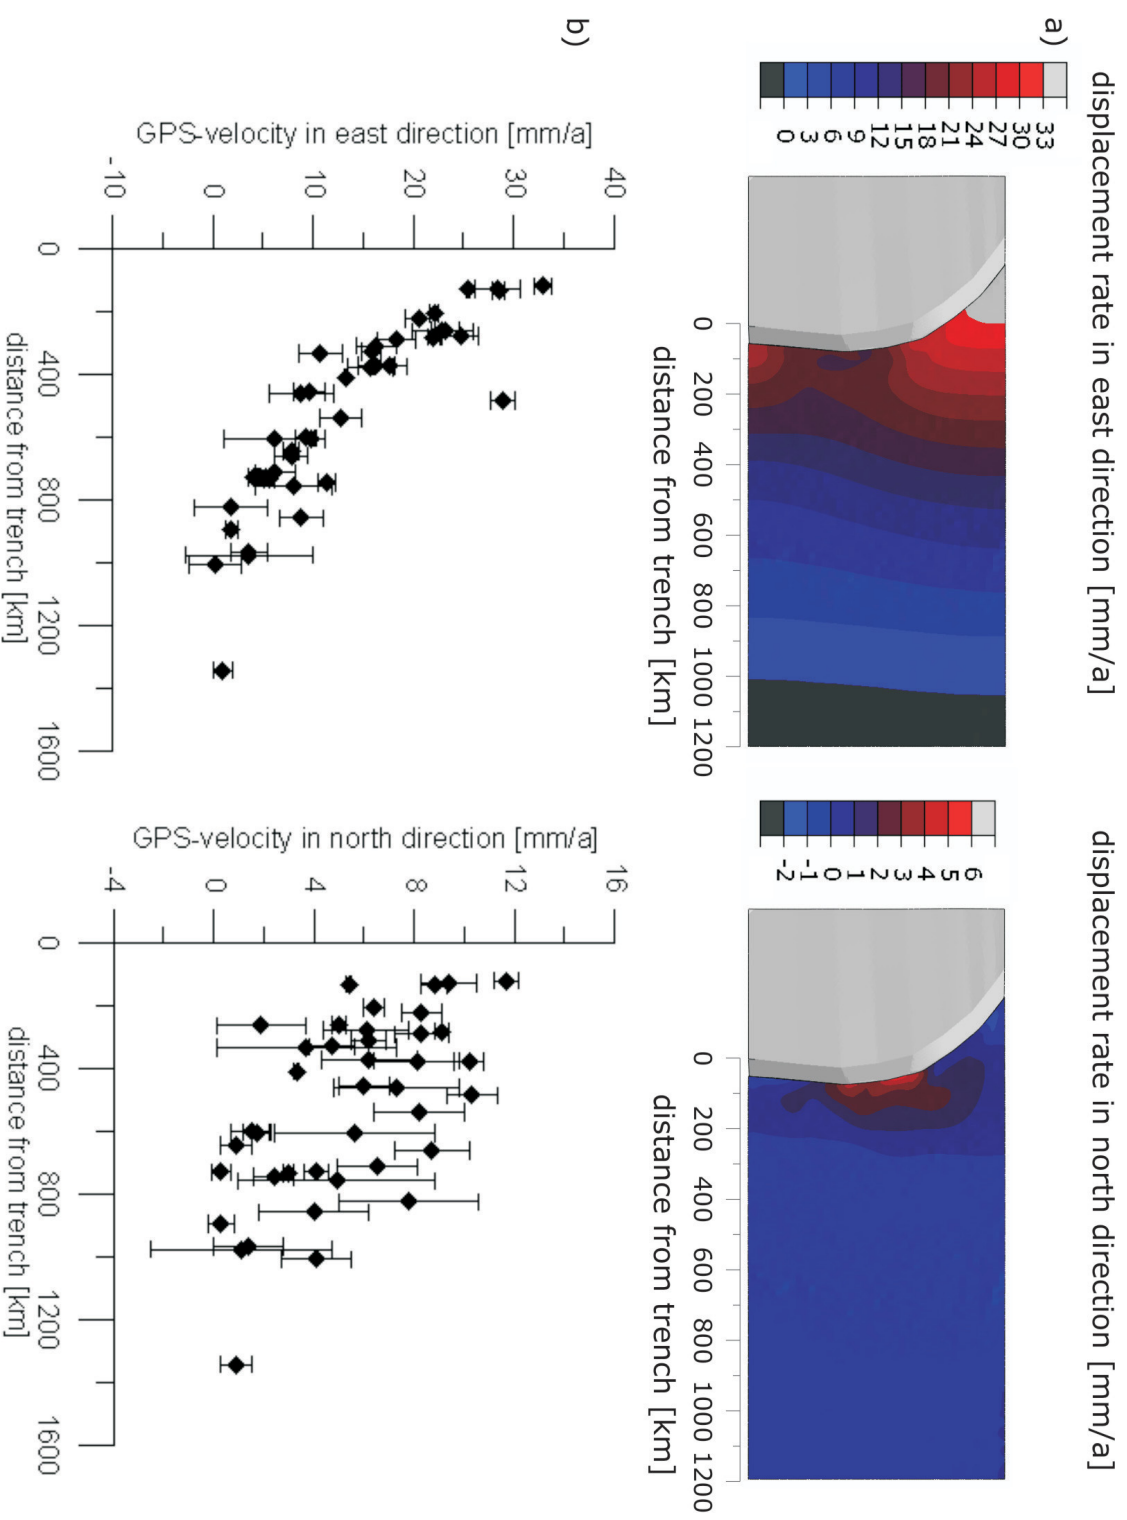 a)
displacement rate in east direction [mm/a]
0 3 6 9 12 15 18 21 24 27 30 33
0 200 400 600 800 1000 1200
distance from trench [km]
displacement rate in north direction [mm/a]
-2 -1 0 1 2 3 4 5 6
0 200 400 600 800 1000 1200
distance from trench [km]
b)
GPS-velocity in east direction [mm/a]
40
30
20
10
0
-10
0 400 800 1200 1600
distance from trench [km]
GPS-velocity in north direction [mm/a]
16
12
8
4
0
-4
0 400 800 1200 1600
distance from trench [km]